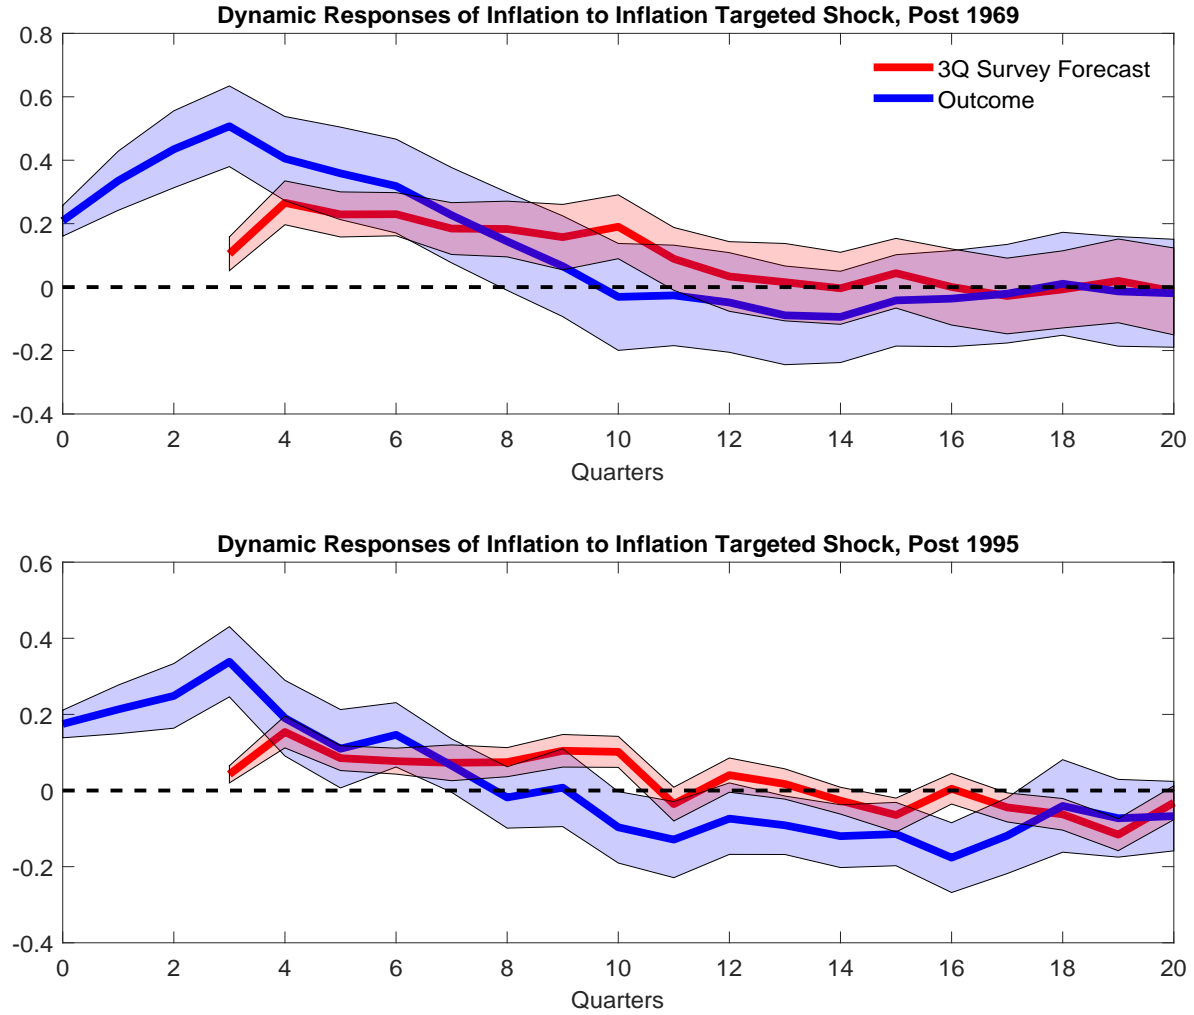 Dynamic Responses of Inflation to Inflation Targeted Shock, Post 1969
0.8
3Q Survey Forecast
0.6
Outcome
0.4
0.2
0
-0.2
-0.4
0 2 4 6 8 10 12 14 16 18 20
Quarters
Dynamic Responses of Inflation to Inflation Targeted Shock, Post 1995
0.6
0.4
0.2
0
-0.2
-0.4
0 2 4 6 8 10 12 14 16 18 20
Quarters